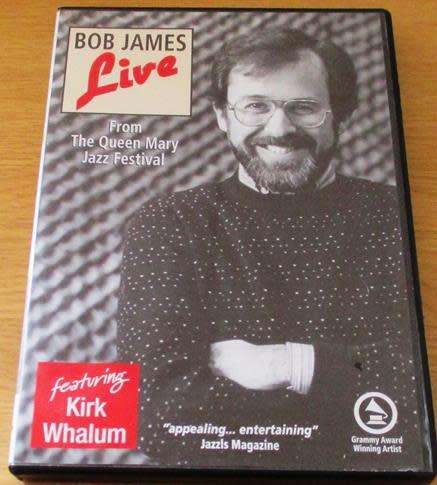 BOB JAMES
Live
From
The Queen Mary
Jazz Festival
featuring
Kirk
Whalum
"appealing... entertaining"
JazzIs Magazine
Grammy Award
Winning Artist